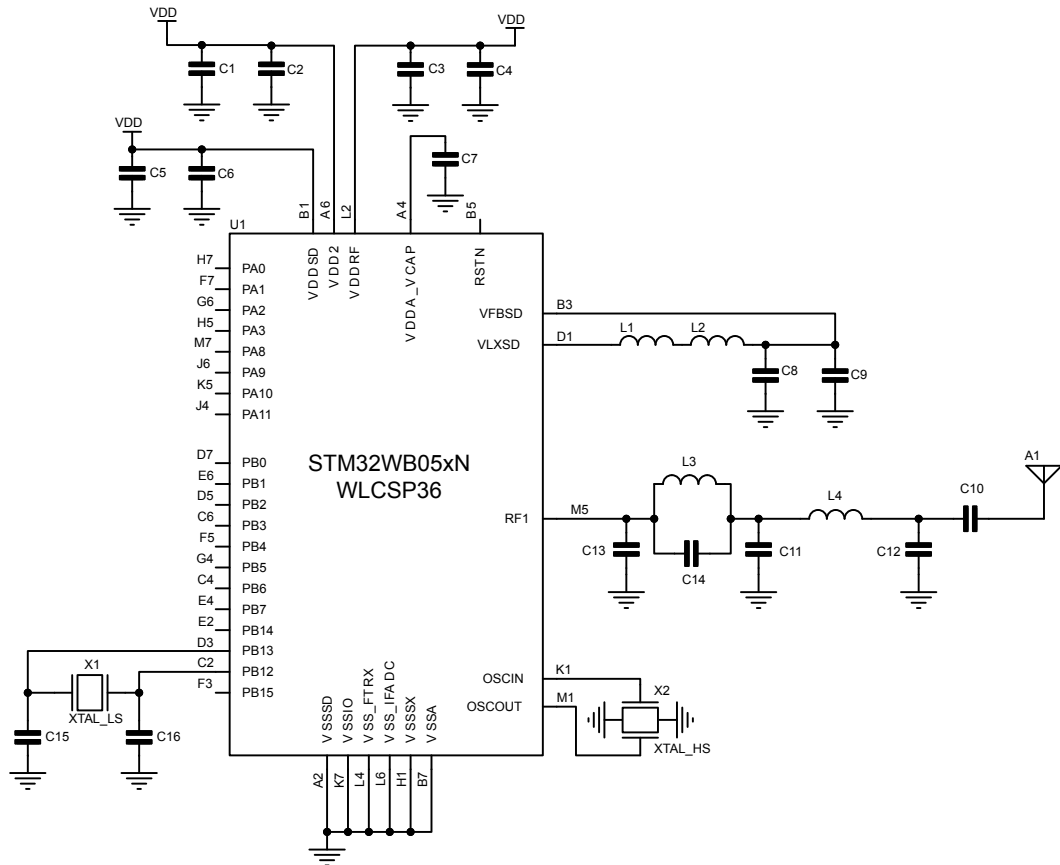 VDD
VDD
C1
C2
C3
C4
VDD
C5
C6
C7
B1
A6
L2
A4
B5
U1
VDDSD
VDD2
VDDRF
VDDA_VCAP
RSTN
H7 PA0
F7 PA1
G6 PA2
H5 PA3
M7 PA8
J6 PA9
K5 PA10
J4 PA11
VFBSD B3
VLXSD D1
L1
L2
C8
C9
D7 PB0
E6 PB1
D5 PB2
C6 PB3
F5 PB4
G4 PB5
C4 PB6
E4 PB7
E2 PB14
D3 PB13
C2 PB12
F3 PB15
STM32WB05xN
WLCSP36
RF1 M5
L3
C13
C14
C11
L4
C12
C10
A1
X1
XTAL_LS
C15
C16
OSCIN K1
OSCOUT M1
X2
XTAL_HS
VSSSD
VSSIO
VSS_FTRX
VSS_IFADC
VSSSX
VSSA
A2
K7
L4
L6
H1
B7